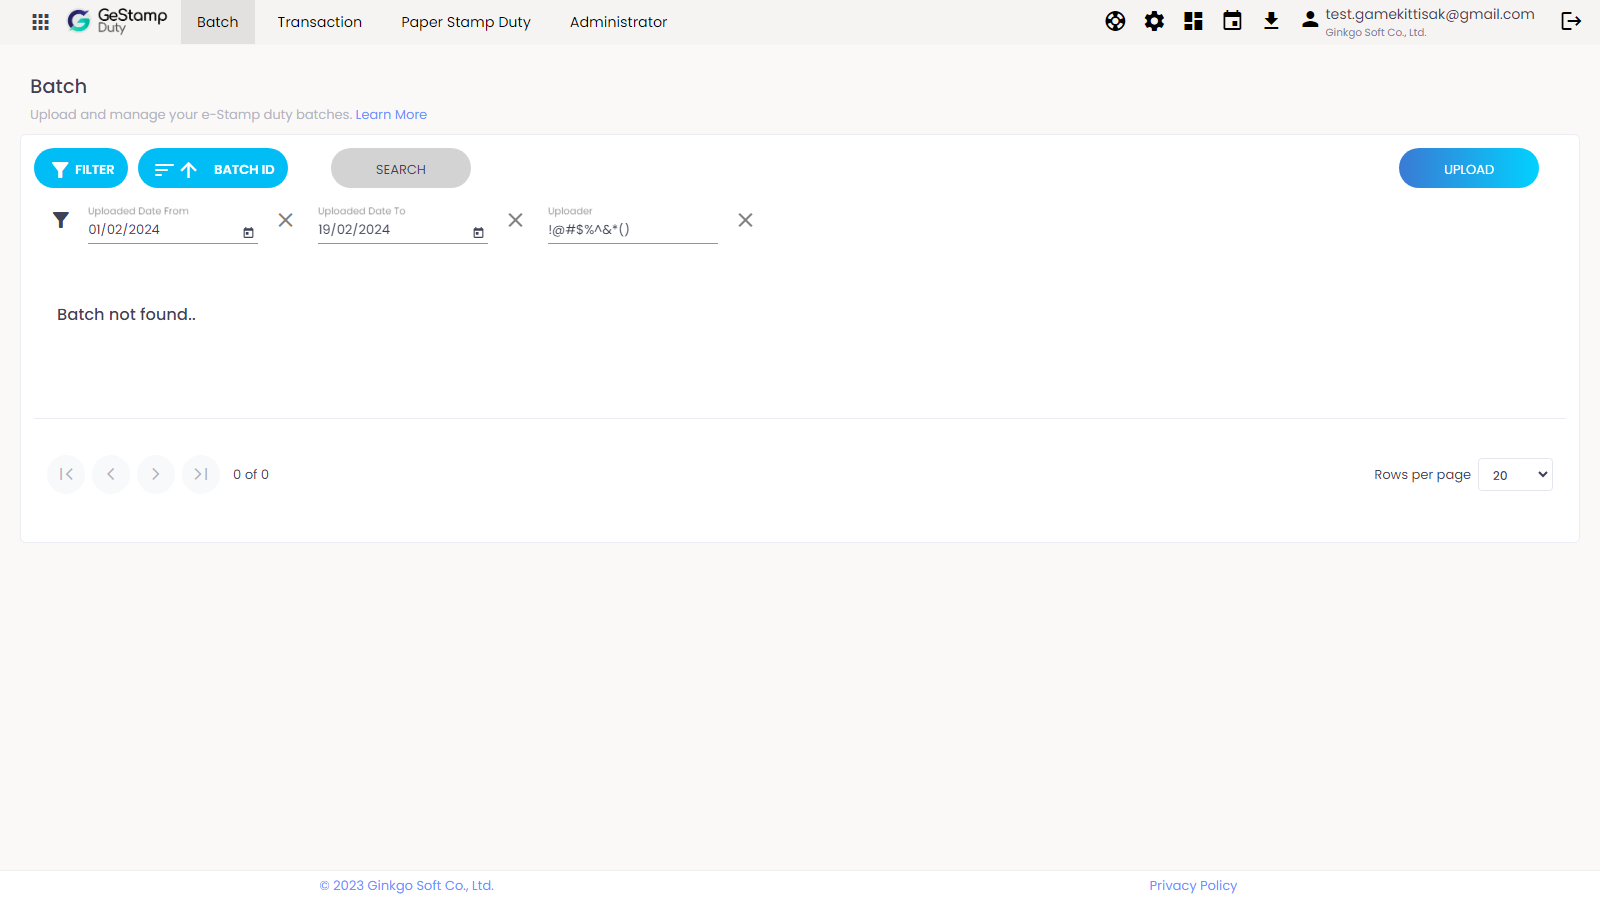 GeStamp
Duty
Batch
Transaction
Paper Stamp Duty
Administrator
test.gamekittisak@gmail.com
Ginkgo Soft Co., Ltd.
Batch
Upload and manage your e-Stamp duty batches. Learn More
FILTER
BATCH ID
SEARCH
UPLOAD
Uploaded Date From
01/02/2024
Uploaded Date To
19/02/2024
Uploader
!@#$%^&*()
Batch not found..
0 of 0
Rows per page
20
© 2023 Ginkgo Soft Co., Ltd.
Privacy Policy